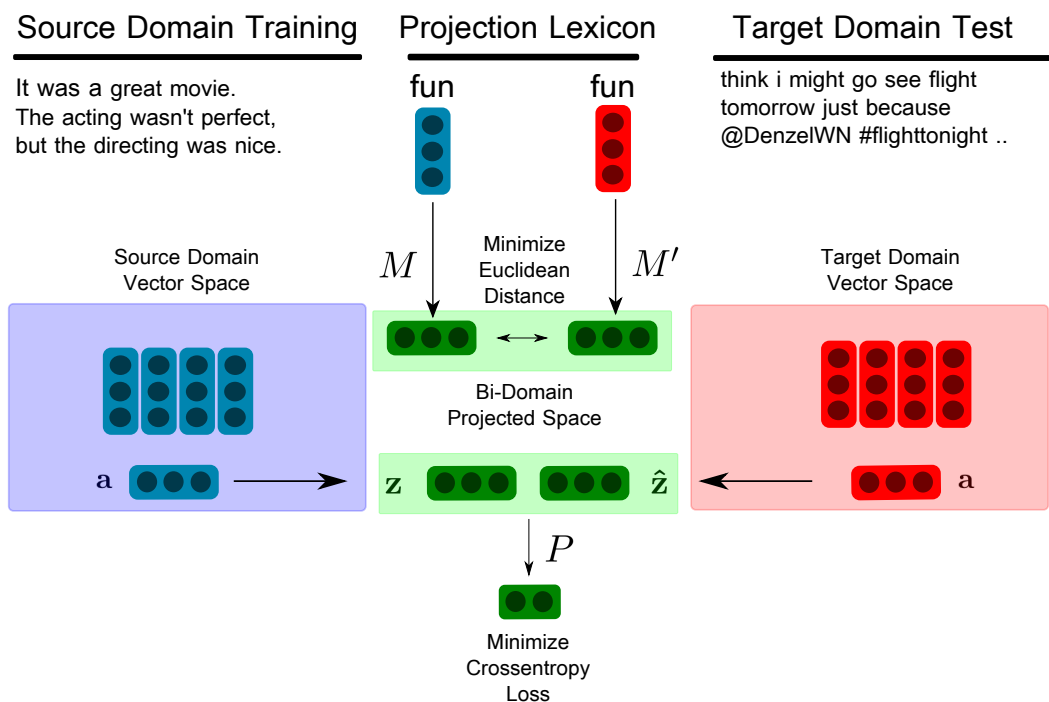 Source Domain Training
It was a great movie.
The acting wasn't perfect,
but the directing was nice.
Projection Lexicon
fun
fun
Target Domain Test
think i might go see flight
tomorrow just because
@DenzelWN #flighttonight ..
Source Domain
Vector Space
M
Minimize
Euclidean
Distance
M'
Target Domain
Vector Space
Bi-Domain
Projected Space
a
z
ẑ
a
P
Minimize
Crossentropy
Loss